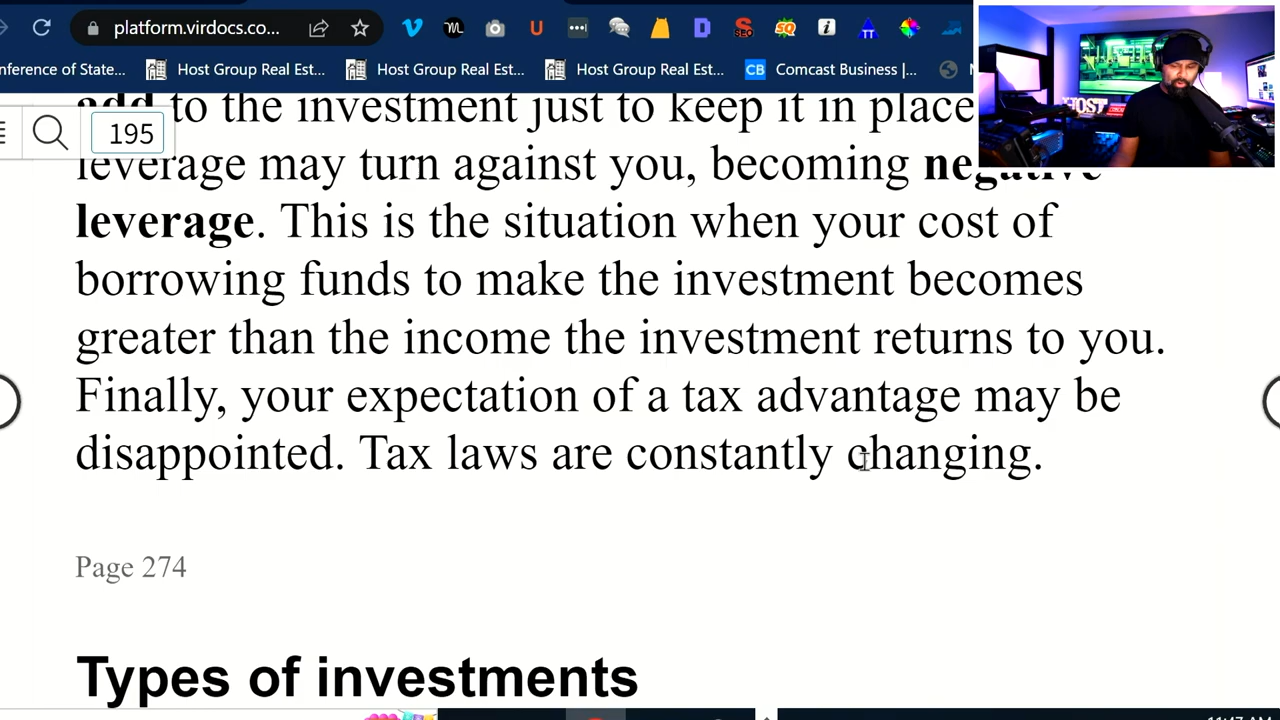 platform.virdocs.co...
nference of State...
Host Group Real Est...
Host Group Real Est...
Host Group Real Est...
CB Comcast Business |...
195
add to the investment just to keep it in place
leverage may turn against you, becoming negative
leverage. This is the situation when your cost of
borrowing funds to make the investment becomes
greater than the income the investment returns to you.
Finally, your expectation of a tax advantage may be
disappointed. Tax laws are constantly changing.
Page 274
Types of investments